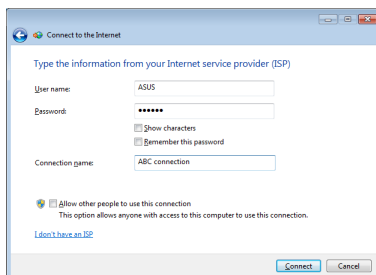 Connect to the Internet
Type the information from your Internet service provider (ISP)
User name: ASUS
Password: ••••••
Show characters
Remember this password
Connection name: ABC connection
Allow other people to use this connection
This option allows anyone with access to this computer to use this connection.
I don't have an ISP
Connect Cancel